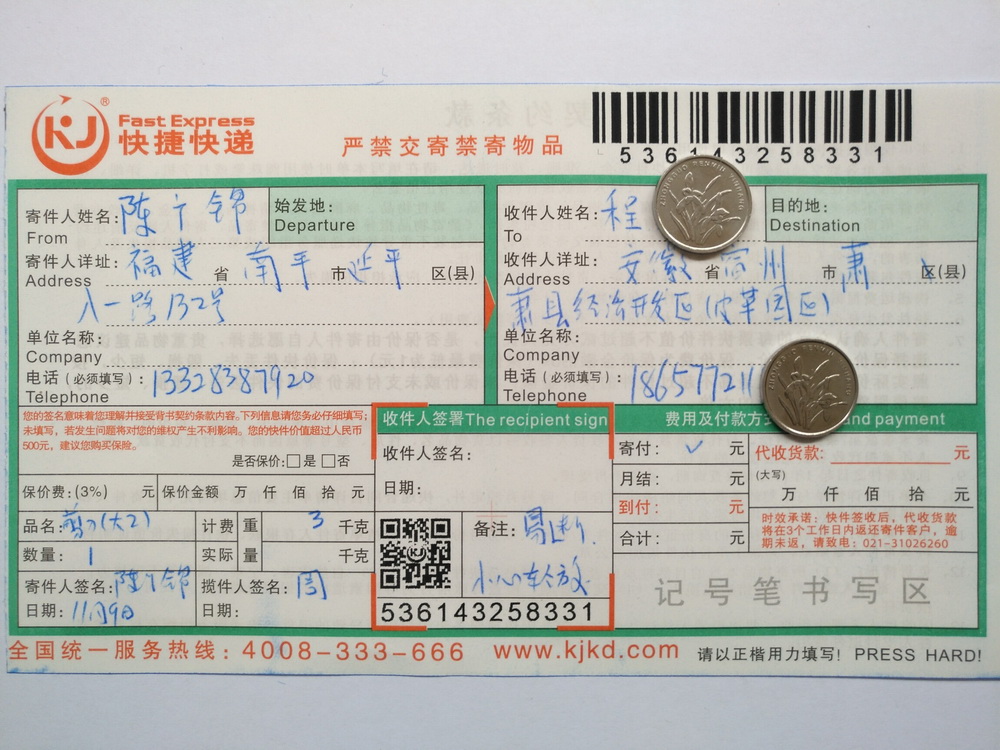 KJ®
Fast Express
快捷快递
严禁交寄禁寄物品
536143258331
寄件人姓名:陈广锦
From
始发地:
Departure
寄件人详址:福建省南平市延平区(县)
Address
八一路132号
单位名称:
Company
电话(必须填写):13328387920
Telephone
收件人姓名:程
To
目的地:
Destination
收件人详址:安徽省宿州市萧区(县)
Address
萧县经济开发区(皮革园区)
单位名称:
Company
电话(必须填写):186577211
Telephone
您的签名意味着您理解并接受背书契约条款内容。下列信息请您务必仔细填写;
未填写,若发生问题将对您的维权产生不利影响。您的快件价值超过人民币
500元,建议您购买保险。
是否保价:□是 □否
保价费:(3%) 元
保价金额 万 仟 佰 拾 元
品名:剪刀(大2)
计费重 3 千克
数量:1
实际量 千克
寄件人签名:陈广锦
日期:11月9日
揽件人签名:周
日期:
收件人签署The recipient sign
收件人签名:
日期:
备注:易断.
小心轻放
536143258331
费用及付款方 and payment
寄付: ✓ 元
月结: 元
到付: 元
合计: 元
代收货款: 元
(大写)
万 仟 佰 拾 元
时效承诺:快件签收后,代收货款
将在3个工作日内返还寄件客户,逾
期未返,请致电:021-31026260
记号笔书写区
全国统一服务热线:4008-333-666 www.kjkd.com 请以正楷用力填写! PRESS HARD!